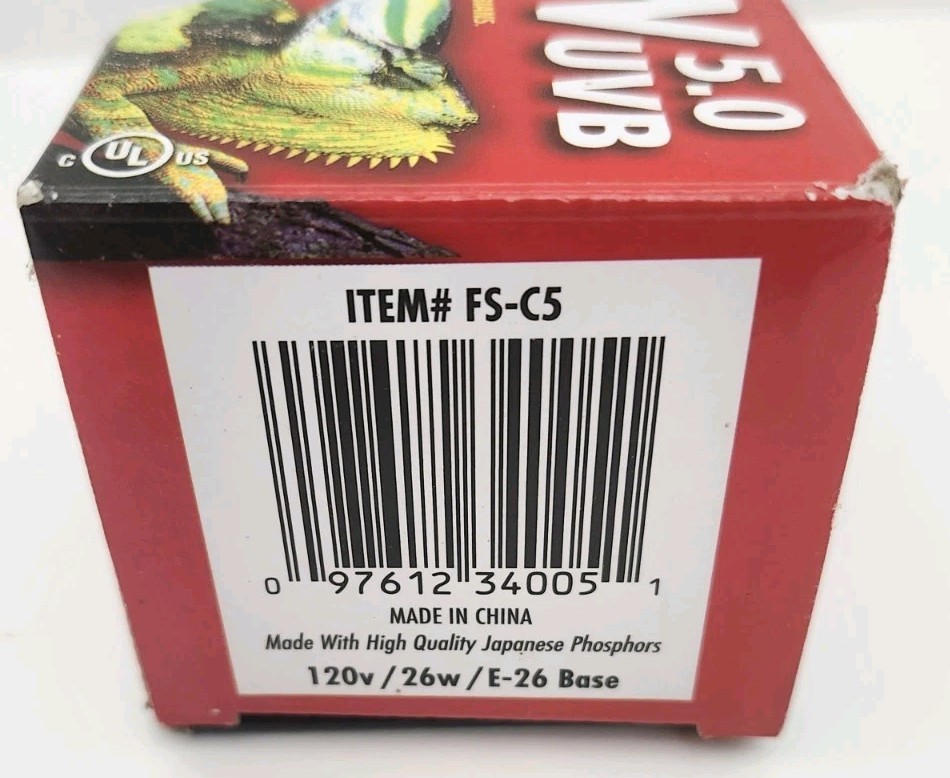 5.0
UVB
C UL US
ITEM# FS-C5
0 97612 34005 1
MADE IN CHINA
Made With High Quality Japanese Phosphors
120v / 26w / E-26 Base